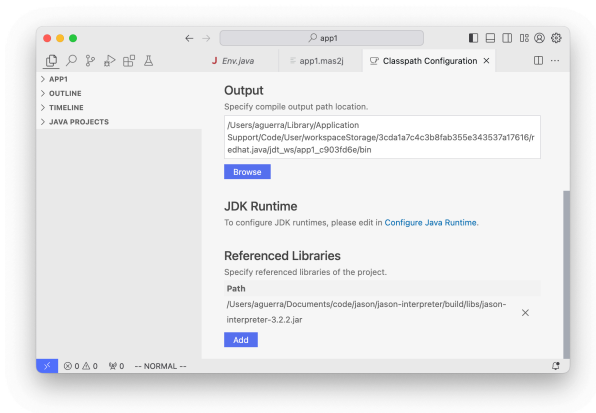 app1
Env.java
app1.mas2j
Classpath Configuration
APP1
OUTLINE
TIMELINE
JAVA PROJECTS
Output
Specify compile output path location.
/Users/aguerra/Library/Application
Support/Code/User/workspaceStorage/3cda1a7c4c3b8fab355e343537a17616/re
dhat.java/jdt_ws/app1_c903fd6e/bin
Browse
JDK Runtime
To configure JDK runtimes, please edit in Configure Java Runtime.
Referenced Libraries
Specify referenced libraries of the project.
Path
/Users/aguerra/Documents/code/jason/jason-interpreter/build/libs/jason-
interpreter-3.2.2.jar
Add
0 0 0 -- NORMAL --